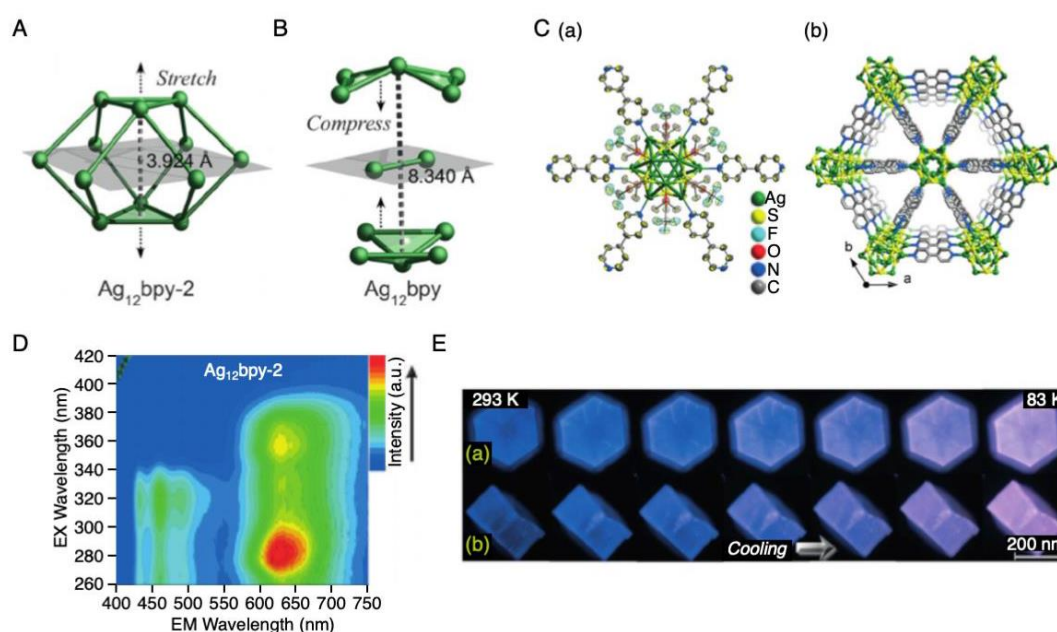 A
Stretch
3.924 Å
Ag12bpy-2
B
Compress
8.340 Å
Ag12bpy
C (a)
Ag
S
F
O
N
C
(b)
b
a
D
Ag12bpy-2
420
400
380
360
340
320
300
280
260
EX Wavelength (nm)
400 450 500 550 600 650 700 750
EM Wavelength (nm)
Intensity (a.u.)
E
293 K
83 K
(a)
(b)
Cooling
200 nm